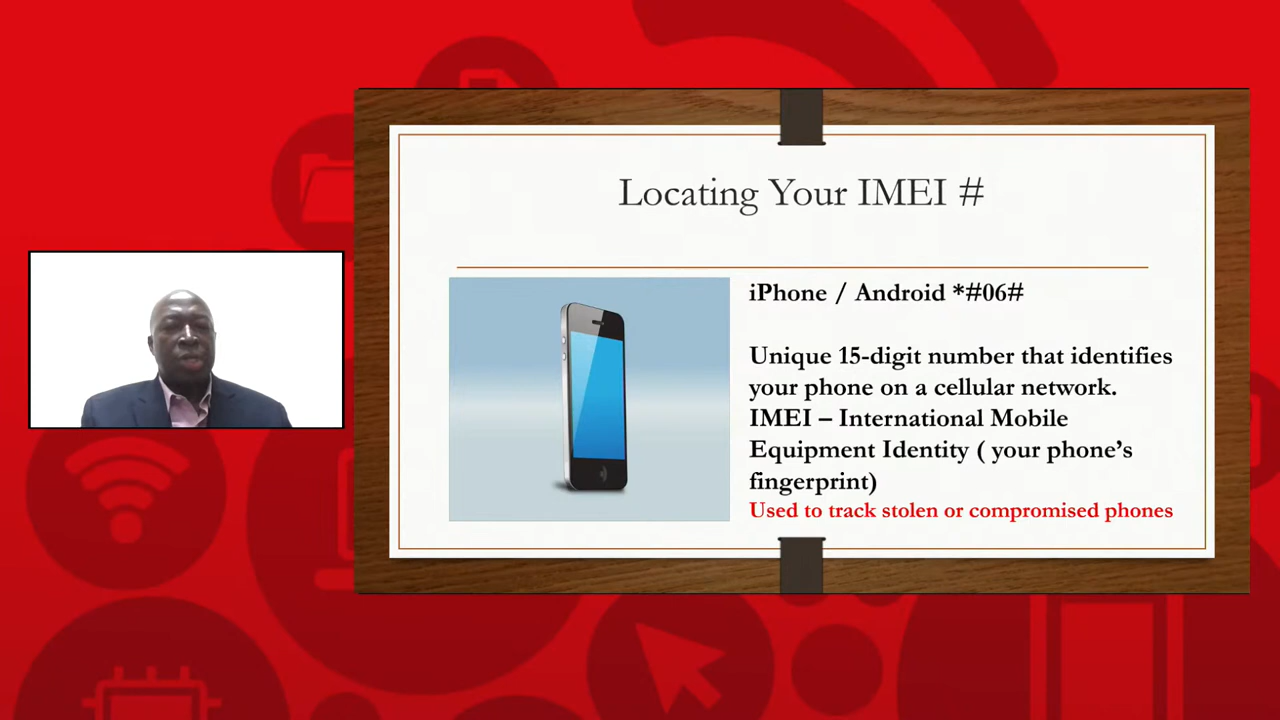 Locating Your IMEI #
iPhone / Android *#06#
Unique 15-digit number that identifies
your phone on a cellular network.
IMEI – International Mobile
Equipment Identity ( your phone’s
fingerprint)
Used to track stolen or compromised phones